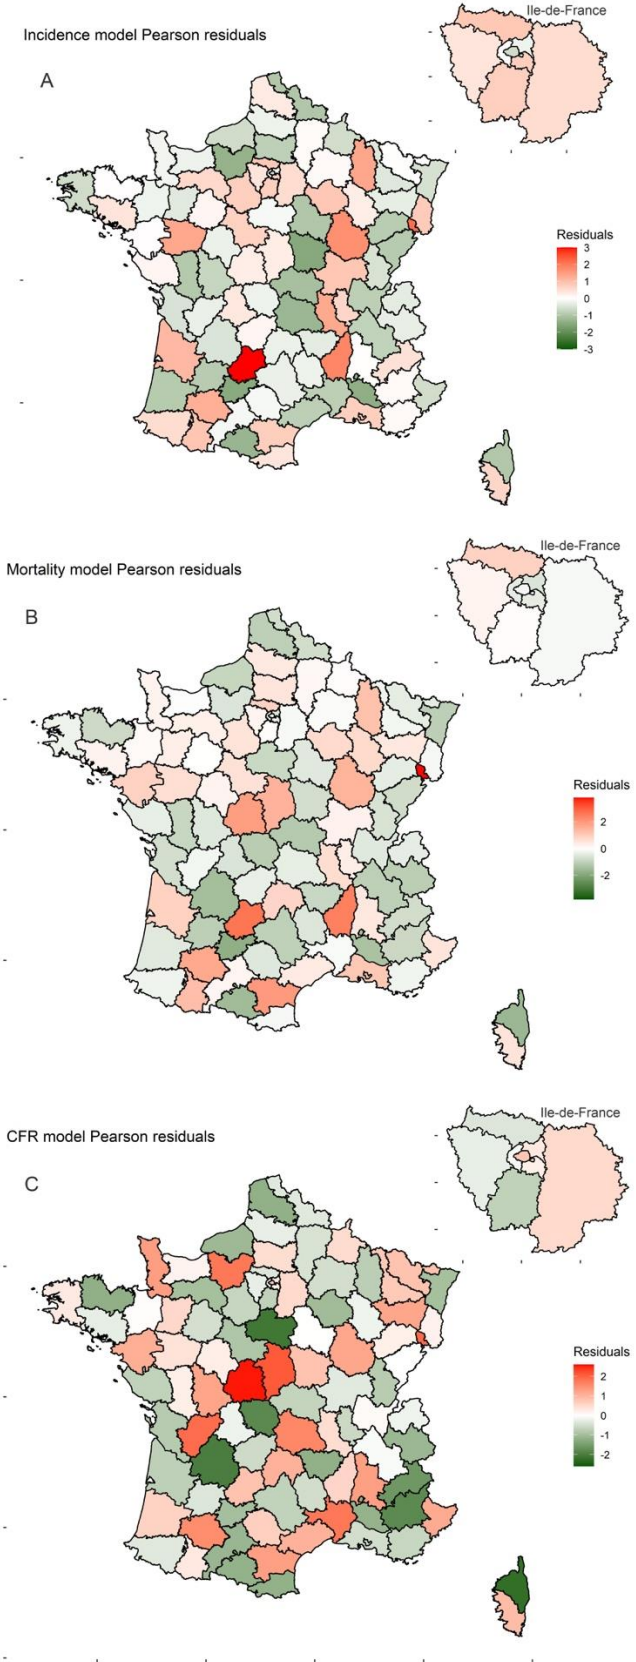 Ile-de-France
Incidence model Pearson residuals
A
Residuals
3
2
1
0
-1
-2
-3
Ile-de-France
Mortality model Pearson residuals
B
Residuals
2
0
-2
Ile-de-France
CFR model Pearson residuals
C
Residuals
2
1
0
-1
-2